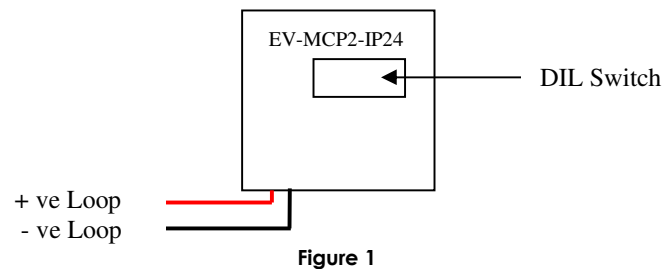 EV-MCP2-IP24
DIL Switch
+ ve Loop
- ve Loop
Figure 1